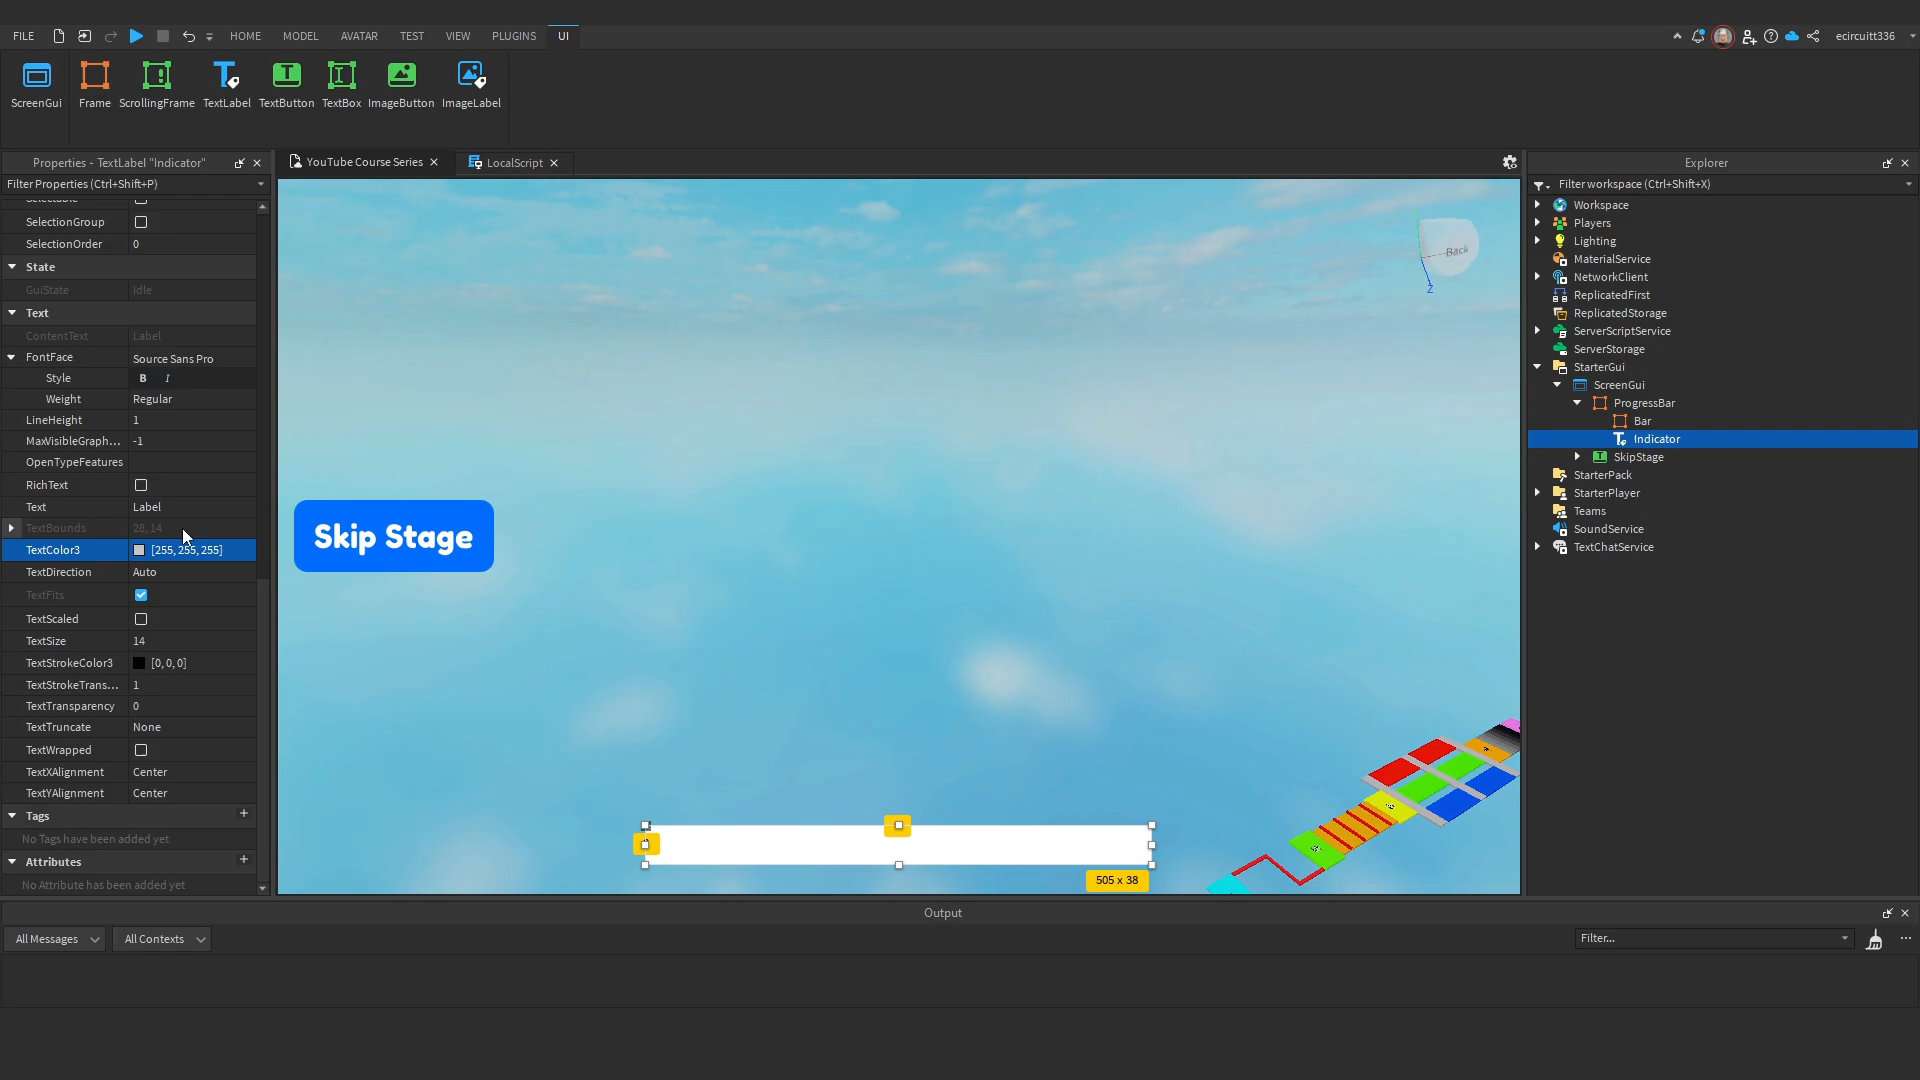 FILE HOME MODEL AVATAR TEST VIEW PLUGINS UI ecircuitt336
ScreenGui Frame ScrollingFrame TextLabel TextButton TextBox ImageButton ImageLabel
Properties - TextLabel "Indicator"
YouTube Course Series
LocalScript
Explorer
Filter Properties (Ctrl+Shift+P)
Filter workspace (Ctrl+Shift+X)
Selectable
SelectionGroup
SelectionOrder 0
State
GuiState Idle
Text
ContentText Label
FontFace Source Sans Pro
Style B I
Weight Regular
LineHeight 1
MaxVisibleGraph... -1
OpenTypeFeatures
RichText
Text Label
TextBounds 28, 14
TextColor3 [255, 255, 255]
TextDirection Auto
TextFits
TextScaled
TextSize 14
TextStrokeColor3 [0, 0, 0]
TextStrokeTrans... 1
TextTransparency 0
TextTruncate None
TextWrapped
TextXAlignment Center
TextYAlignment Center
Tags
No Tags have been added yet
Attributes
No Attribute has been added yet
Back
Z
Skip Stage
505 x 38
Workspace
Players
Lighting
MaterialService
NetworkClient
ReplicatedFirst
ReplicatedStorage
ServerScriptService
ServerStorage
StarterGui
ScreenGui
ProgressBar
Bar
Indicator
SkipStage
StarterPack
StarterPlayer
Teams
SoundService
TextChatService
Output
All Messages All Contexts Filter...